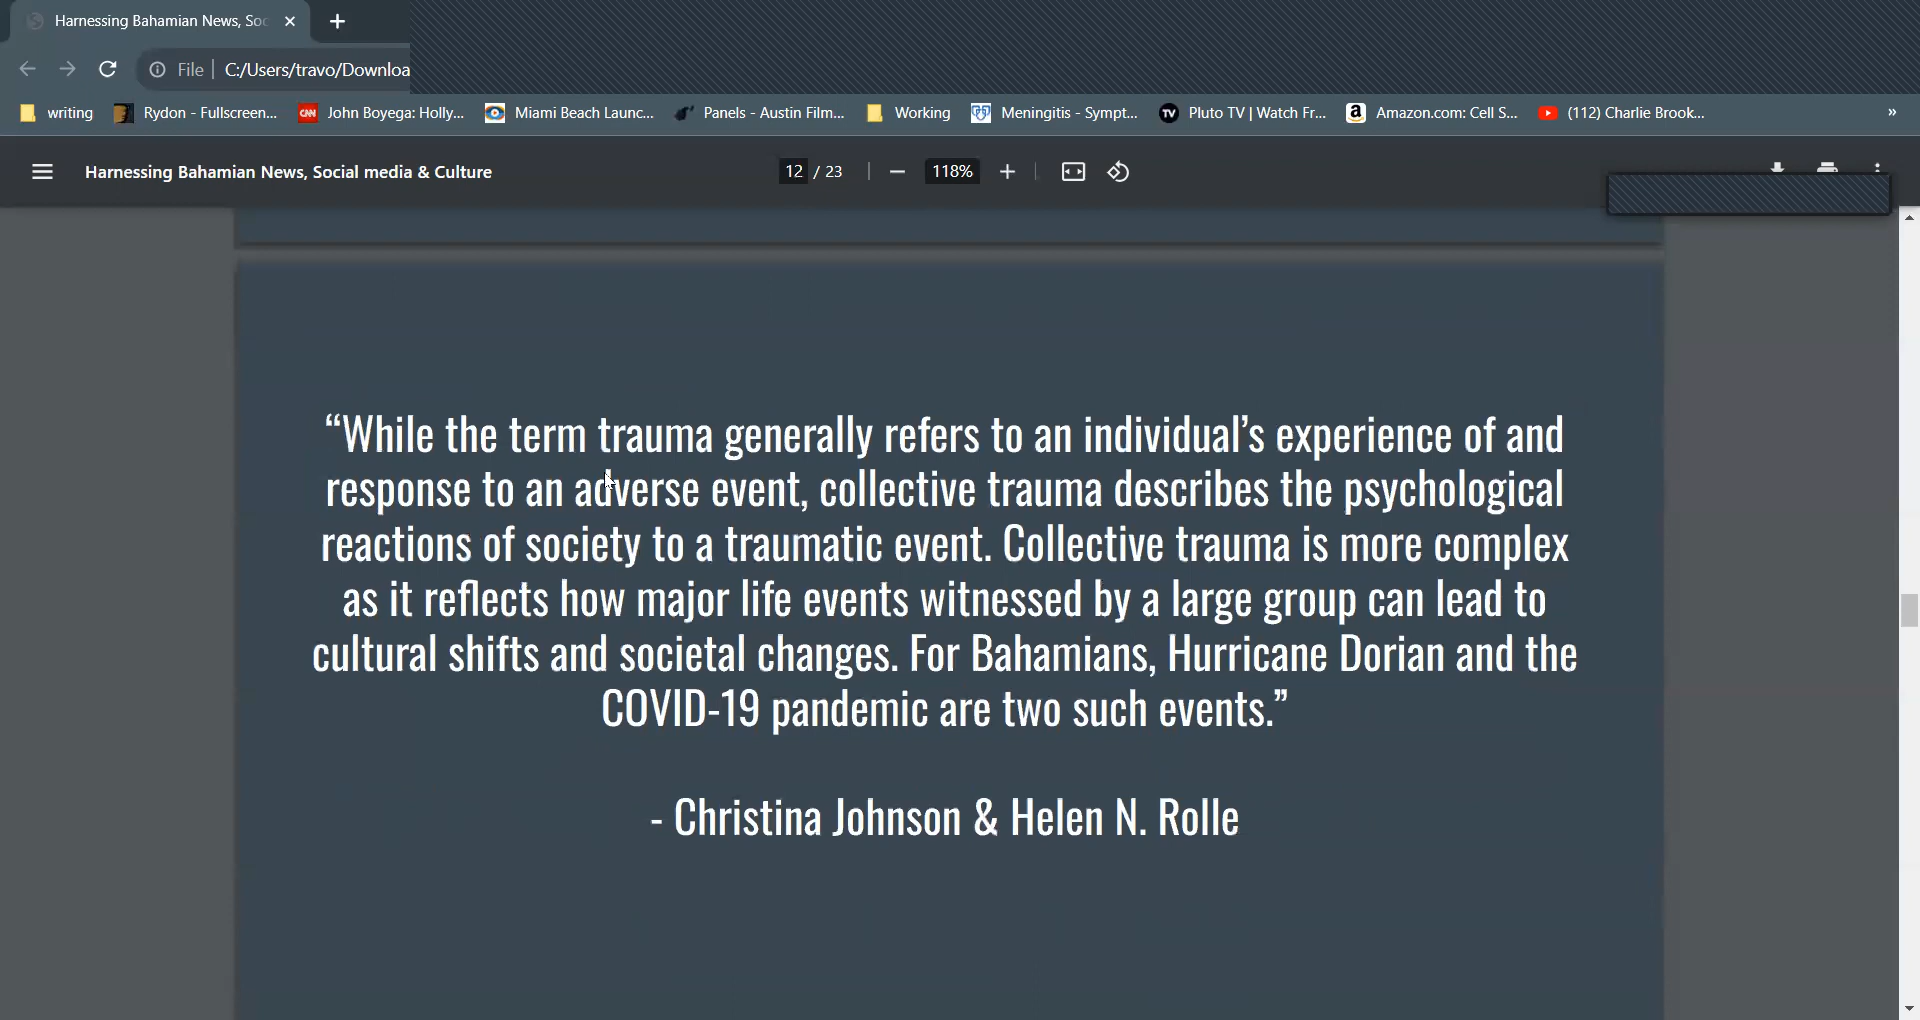 Harnessing Bahamian News, Soc
File | C:/Users/travo/Downloa
writing
Rydon - Fullscreen...
CNN
John Boyega: Holly...
Miami Beach Launc...
Panels - Austin Film...
Working
Meningitis - Sympt...
TV
Pluto TV | Watch Fr...
a
Amazon.com: Cell S...
(112) Charlie Brook...
»
Harnessing Bahamian News, Social media & Culture
12 / 23
118%
“While the term trauma generally refers to an individual’s experience of and
response to an adverse event, collective trauma describes the psychological
reactions of society to a traumatic event. Collective trauma is more complex
as it reflects how major life events witnessed by a large group can lead to
cultural shifts and societal changes. For Bahamians, Hurricane Dorian and the
COVID-19 pandemic are two such events.”
- Christina Johnson & Helen N. Rolle